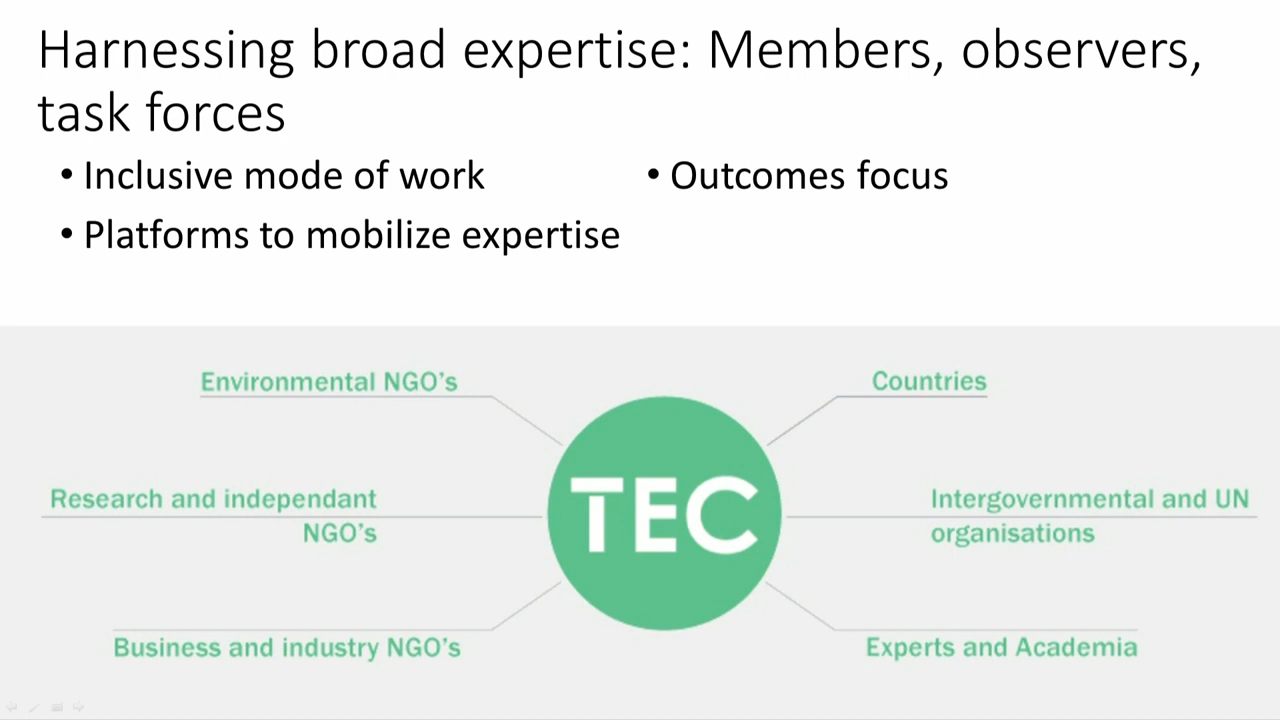 Harnessing broad expertise: Members, observers,
task forces
• Inclusive mode of work
• Platforms to mobilize expertise
• Outcomes focus
Environmental NGO's
Countries
TEC
Research and independant
NGO's
Intergovernmental and UN
organisations
Business and industry NGO's
Experts and Academia